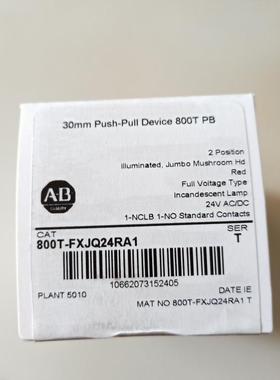 30mm Push-Pull Device 800T PB
2 Position
Illuminated, Jumbo Mushroom Hd
Red
Full Voltage Type
Incandescent Lamp
24V AC/DC
1-NCLB 1-NO Standard Contacts
A-B
CAT
SER
800T-FXJQ24RA1
T
10662073152405
PLANT 5010
DATE IE
MAT NO 800T-FXJQ24RA1 T